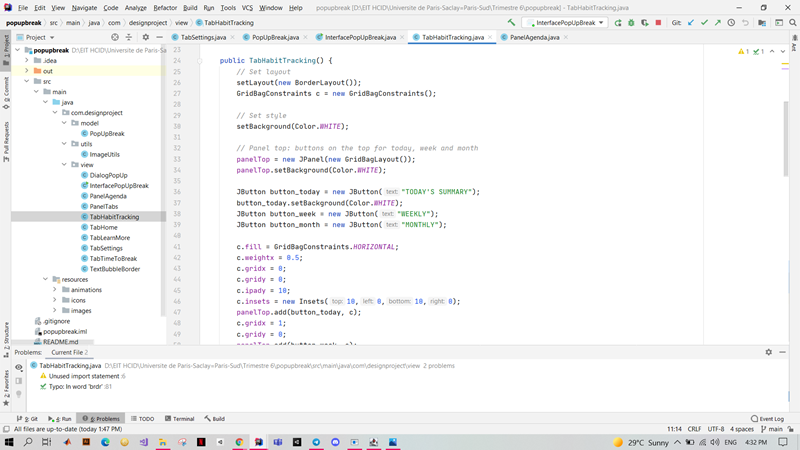 File Edit View Navigate Code Analyze Refactor Build Run Tools VCS Window Help popupbreak [D:\EIT HCID\Universite de Paris-Saclay=Paris-Sud\Trimestre 6\popupbreak] - TabHabitTracking.java
popupbreak src main java com designproject view TabHabitTracking InterfacePopUpBreak Git:
Project
TabSettings.java PopUpBreak.java InterfacePopUpBreak.java TabHabitTracking.java PanelAgenda.java
popupbreak D:\EIT HCID\Universite de Paris-Sa
.idea
out
src
main
java
com.designproject
model
PopUpBreak
utils
ImageUtils
view
DialogPopUp
InterfacePopUpBreak
PanelAgenda
PanelTabs
TabHabitTracking
TabHome
TabLearnMore
TabSettings
TabTimeToBreak
TextBubbleBorder
resources
animations
icons
images
.gitignore
popupbreak.iml
README.md
Project
Commit
Pull Requests
Structure
Favorites
Ant
1 1
23
24 public TabHabitTracking() {
25 // Set layout
26 setLayout(new BorderLayout());
27 GridBagConstraints c = new GridBagConstraints();
28
29 // Set style
30 setBackground(Color.WHITE);
31
32 // Panel top: buttons on the top for today, week and month
33 panelTop = new JPanel(new GridBagLayout());
34 panelTop.setBackground(Color.WHITE);
35
36 JButton button_today = new JButton( text: "TODAY'S SUMMARY");
37 button_today.setBackground(Color.WHITE);
38 JButton button_week = new JButton( text: "WEEKLY");
39 JButton button_month = new JButton( text: "MONTHLY");
40
41 c.fill = GridBagConstraints.HORIZONTAL;
42 c.weightx = 0.5;
43 c.gridx = 0;
44 c.gridy = 0;
45 c.ipady = 10;
46 c.insets = new Insets( top: 10, left: 0, bottom: 10, right: 0);
47 panelTop.add(button_today, c);
48 c.gridx = 1;
49 c.gridy = 0;
panelTop.add(button_week, c);
Problems: Current File 2
TabHabitTracking.java D:\EIT HCID\Universite de Paris-Saclay=Paris-Sud\Trimestre 6\popupbreak\src\main\java\com\designproject\view 2 problems
Unused import statement :6
Typo: In word 'brdr' :81
9: Git 4: Run 6: Problems TODO Terminal Build Event Log
All files are up-to-date (today 1:47 PM) 11:14 CRLF UTF-8 4 spaces main
29°C Sunny ENG 4:32 PM